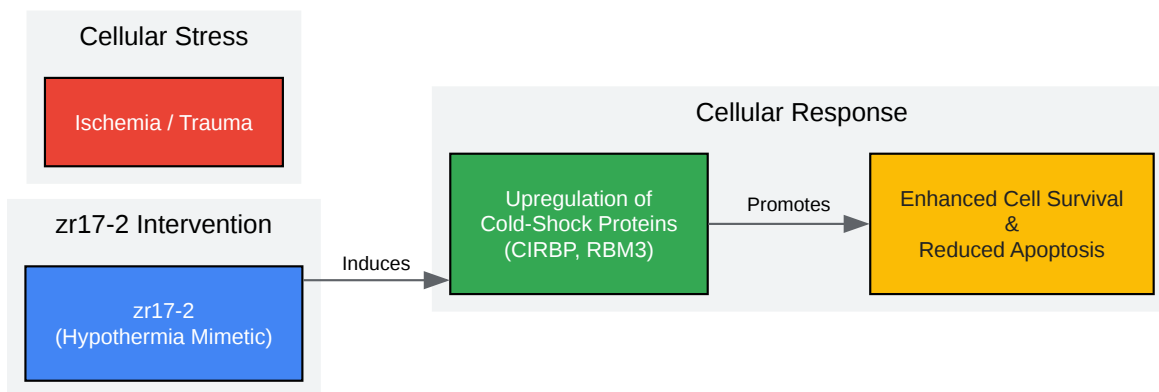 Cellular Stress
Ischemia / Trauma
zr17-2 Intervention
zr17-2
(Hypothermia Mimetic)
Induces
Cellular Response
Upregulation of
Cold-Shock Proteins
(CIRBP, RBM3)
Promotes
Enhanced Cell Survival
&
Reduced Apoptosis